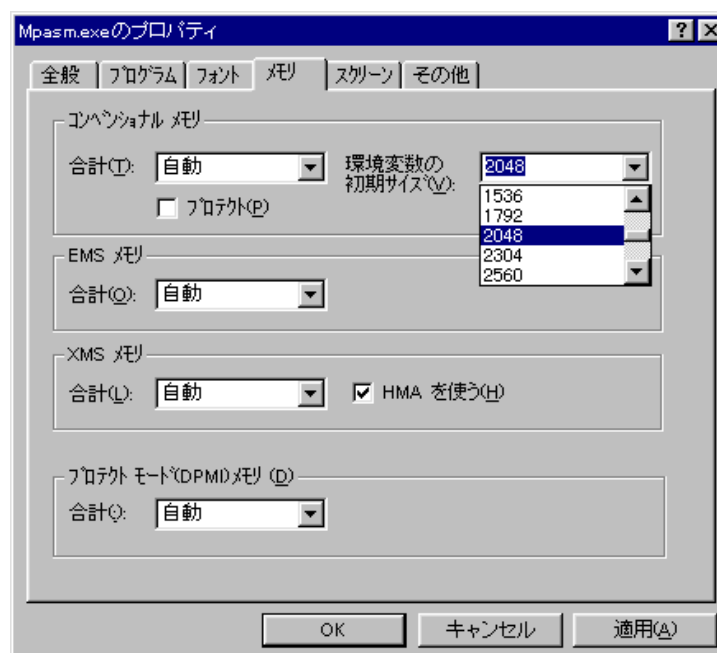 Mpasm.exeのプロパティ
全般 プログラム フォント メモリ スクリーン その他
コンベンショナル メモリ
合計(T): 自動 環境変数の初期サイズ(V): 2048
プロテクト(P)
1536
1792
2048
2304
2560
EMS メモリ
合計(O): 自動
XMS メモリ
合計(L): 自動 HMA を使う(H)
プロテクト モード(DPMI)メモリ (D)
合計(:): 自動
OK キャンセル 適用(A)